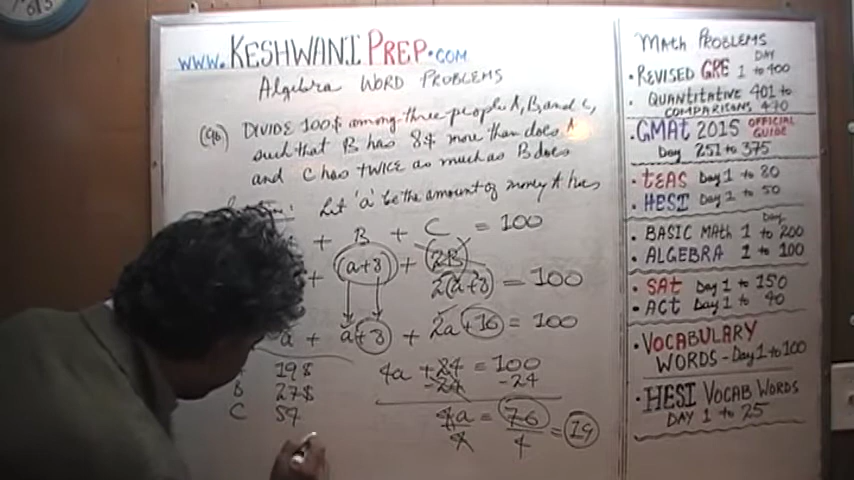 www.KESHWANIPREP.COM
Algebra WORD PROBLEMS
(96) DIVIDE 100$ among three people A, B, and C,
such that B has 8$ more than does A
and C has TWICE as much as B does
Let 'a' be the amount of money A has
+ B + C = 100
+ (a+8) + (2B)
2(a+8) = 100
a + a+8 + 2a+16 = 100
19$ 4a + 24 = 100
B 27$ -24 -24
C 54 4a = 76
4 4 = 19
MATH PROBLEMS
• REVISED GRE DAY 1 to 400
• QUANTITATIVE 401 to
COMPARISONS 470
• GMAt 2015 OFFICIAL GUIDE
Day 251 to 375
• tEAS Day 1 to 80
• HESI Day 1 to 50
• BASIC MATH Day 1 to 200
• ALGEBRA 1 to 100
• SAt Day 1 to 150
• ACt Day 1 to 40
• VOCABULARY
WORDS - Day 1 to 100
• HESI VOCAB WORDS
DAY 1 to 25